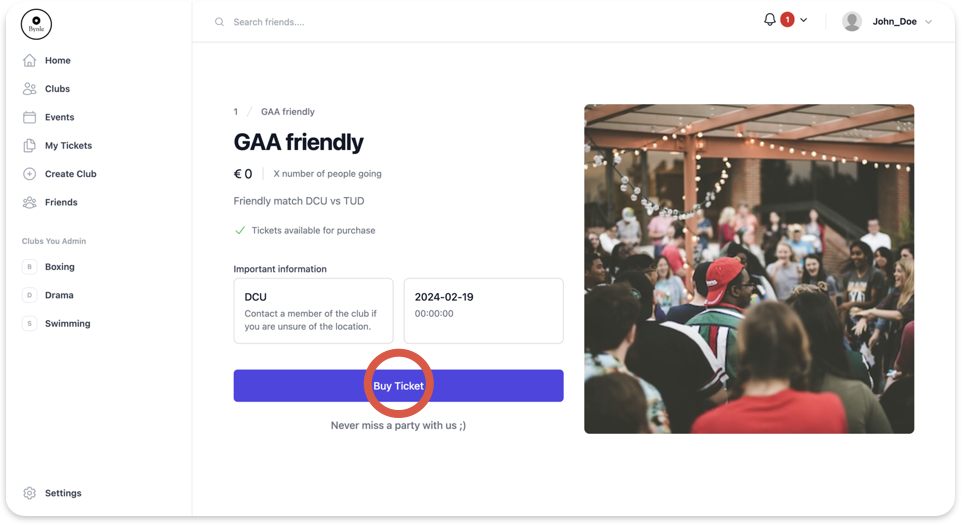 Bynle
Search friends....
1
John_Doe
Home
Clubs
Events
My Tickets
Create Club
Friends
Clubs You Admin
B
Boxing
D
Drama
S
Swimming
Settings
1 / GAA friendly
GAA friendly
€ 0
X number of people going
Friendly match DCU vs TUD
Tickets available for purchase
Important information
DCU
Contact a member of the club if
you are unsure of the location.
2024-02-19
00:00:00
Buy Ticket
Never miss a party with us ;)